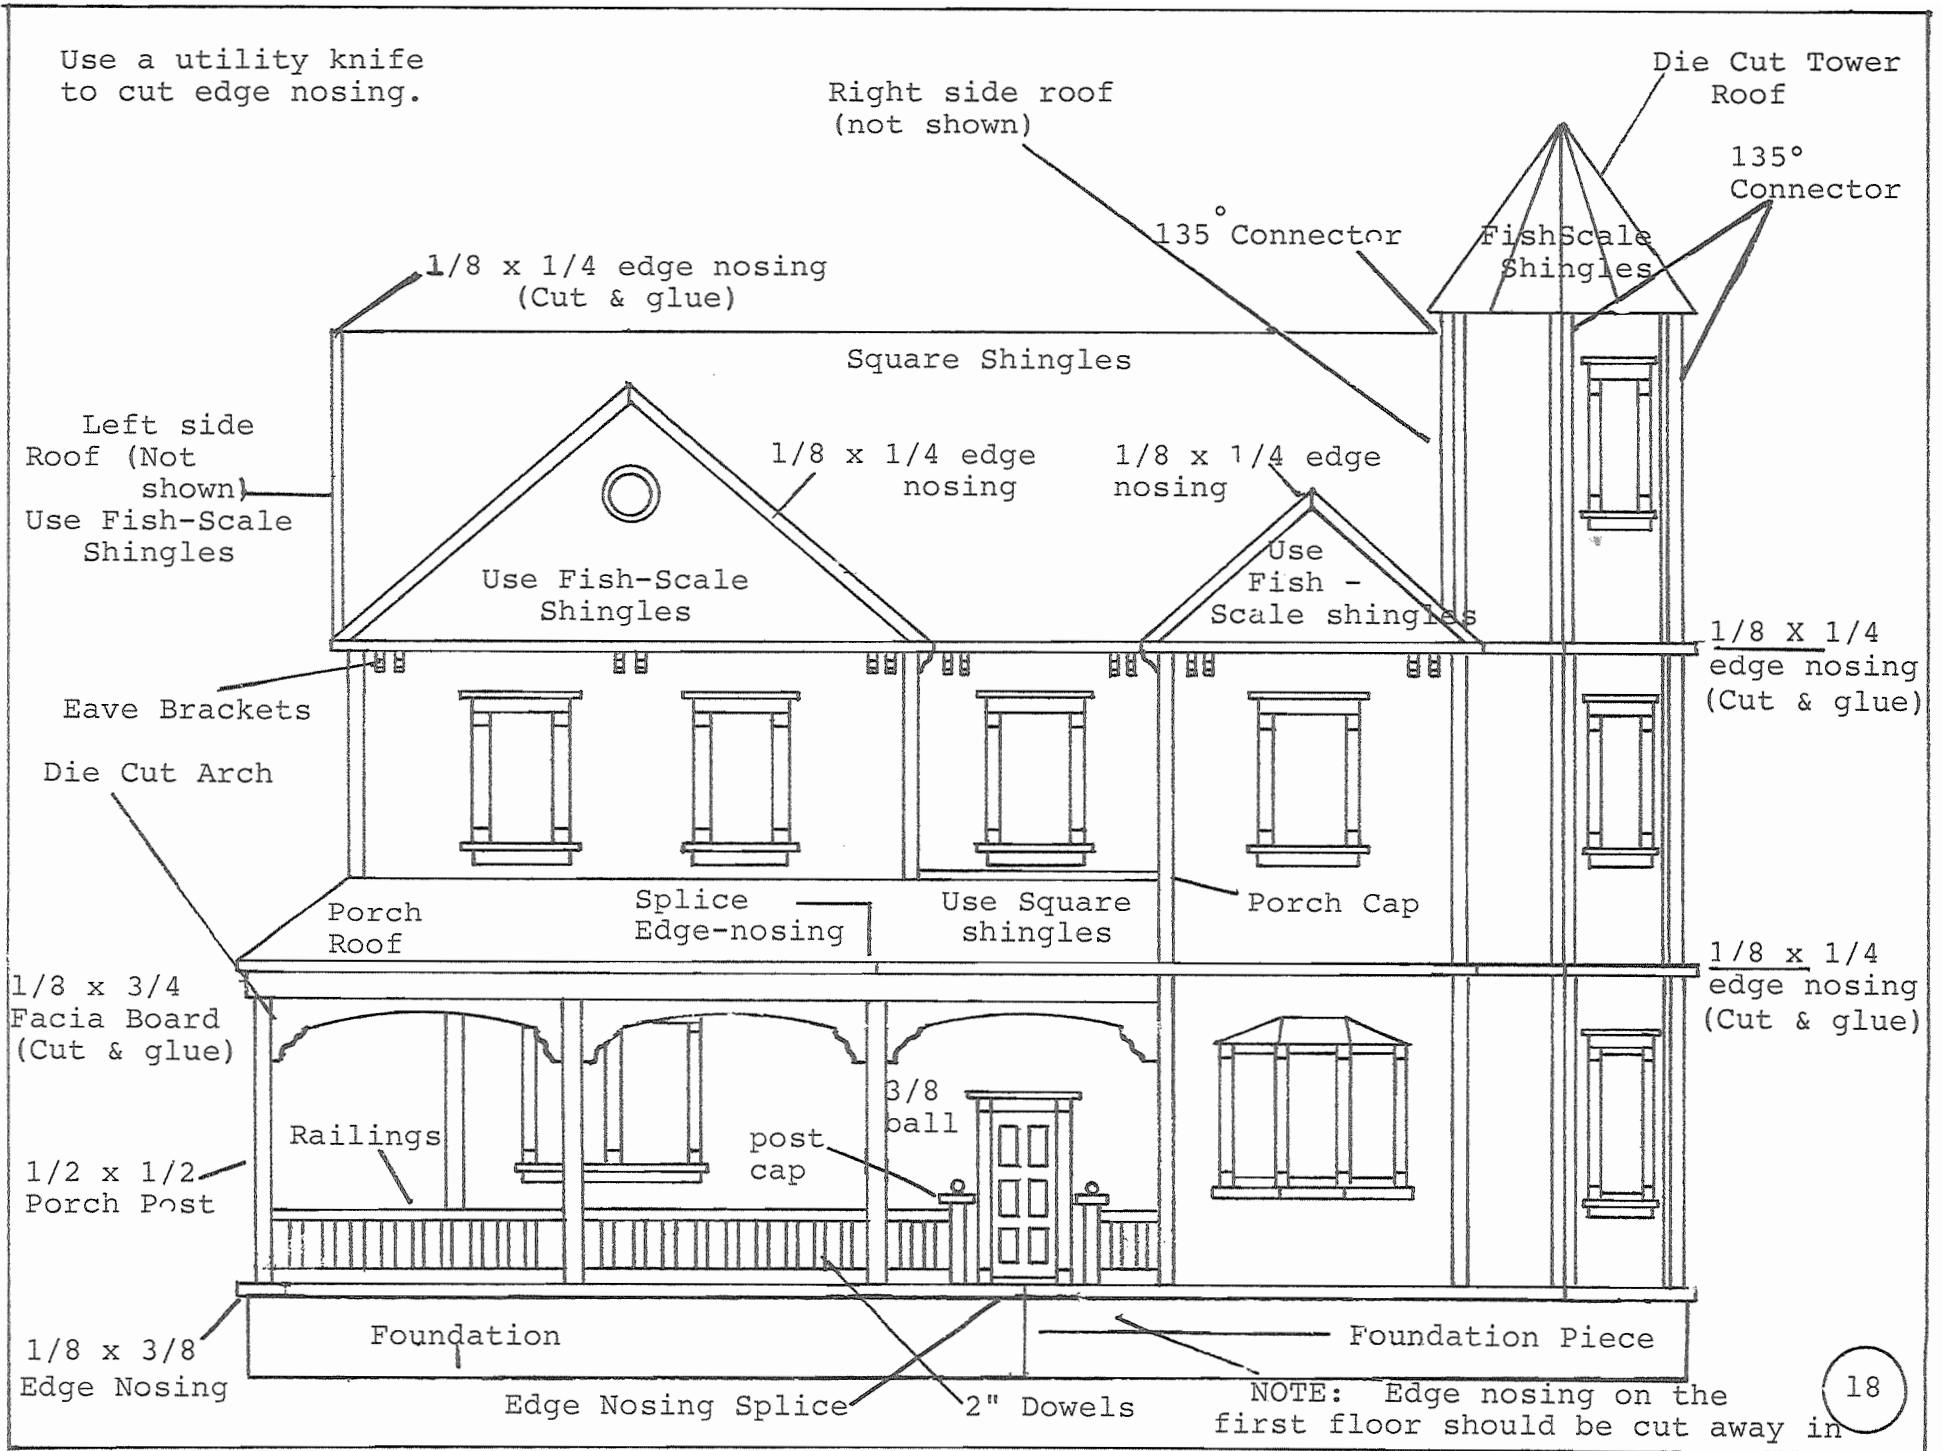 Use a utility knife
to cut edge nosing.
Right side roof
(not shown)
Die Cut Tower
Roof
135°
Connector
135° Connector
FishScale
Shingles
1/8 x 1/4 edge nosing
(Cut & glue)
Square Shingles
Left side
Roof (Not
shown)
Use Fish-Scale
Shingles
1/8 x 1/4 edge
nosing
1/8 x 1/4 edge
nosing
Use Fish-Scale
Shingles
Use
Fish -
Scale shingles
1/8 X 1/4
edge nosing
(Cut & glue)
Eave Brackets
Die Cut Arch
Porch
Roof
Splice
Edge-nosing
Use Square
shingles
Porch Cap
1/8 x 1/4
edge nosing
(Cut & glue)
1/8 x 3/4
Facia Board
(Cut & glue)
3/8
ball
Railings
post
cap
1/2 x 1/2
Porch Post
1/8 x 3/8
Edge Nosing
Foundation
Foundation Piece
Edge Nosing Splice
2" Dowels
NOTE: Edge nosing on the
first floor should be cut away in
18